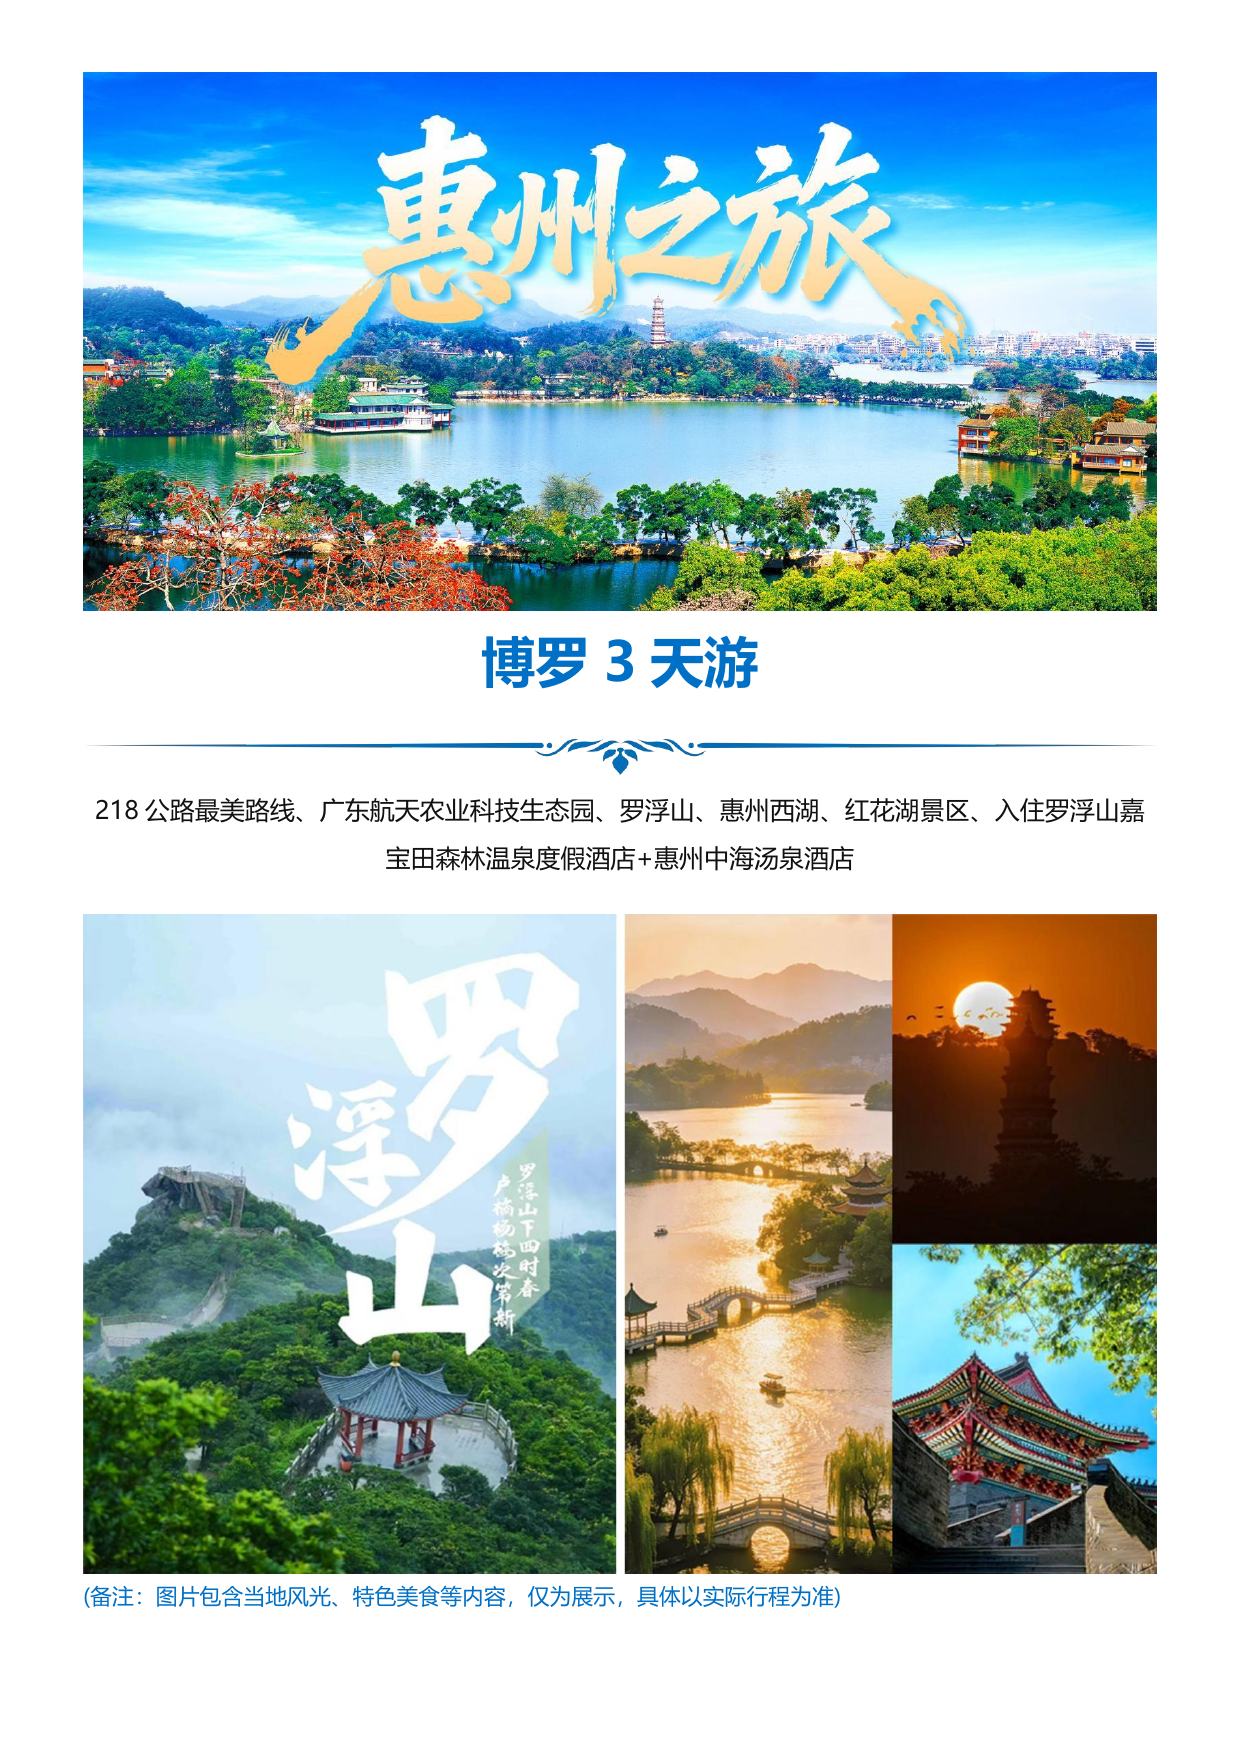 惠州之旅
博罗 3 天游
218 公路最美路线、广东航天农业科技生态园、罗浮山、惠州西湖、红花湖景区、入住罗浮山嘉
宝田森林温泉度假酒店+惠州中海汤泉酒店
罗浮山
罗浮山下四时春
卢橘杨梅次第新
(备注：图片包含当地风光、特色美食等内容，仅为展示，具体以实际行程为准)